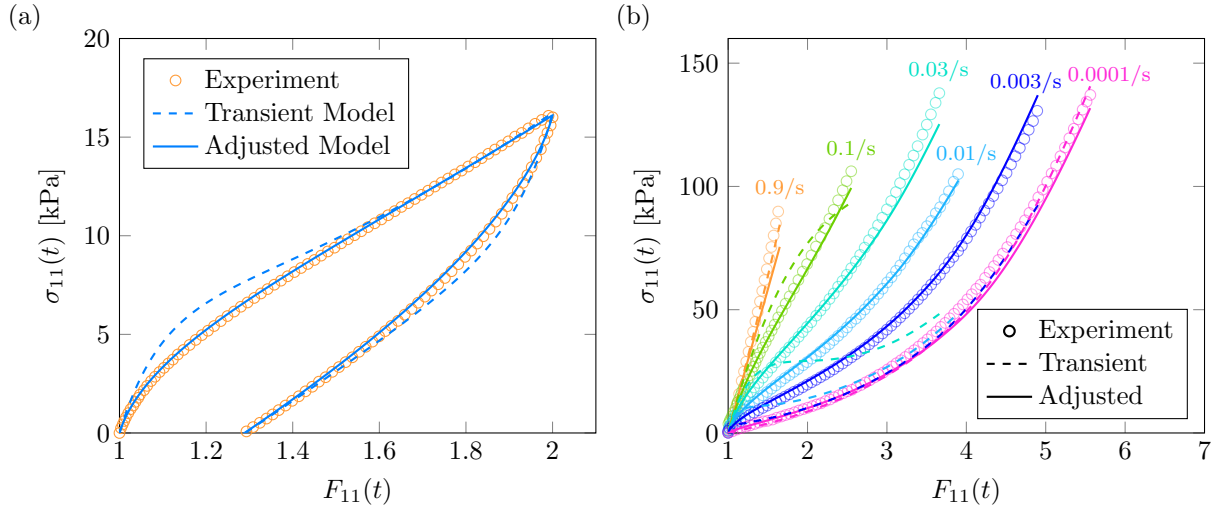 (a)
20
15
10
5
0
1
1.2
1.4
1.6
1.8
2
σ₁₁(t) [kPa]
F₁₁(t)
Experiment
Transient Model
Adjusted Model
(b)
150
100
50
0
1
2
3
4
5
6
7
σ₁₁(t) [kPa]
F₁₁(t)
0.9/s
0.1/s
0.03/s
0.01/s
0.003/s
0.0001/s
Experiment
Transient
Adjusted